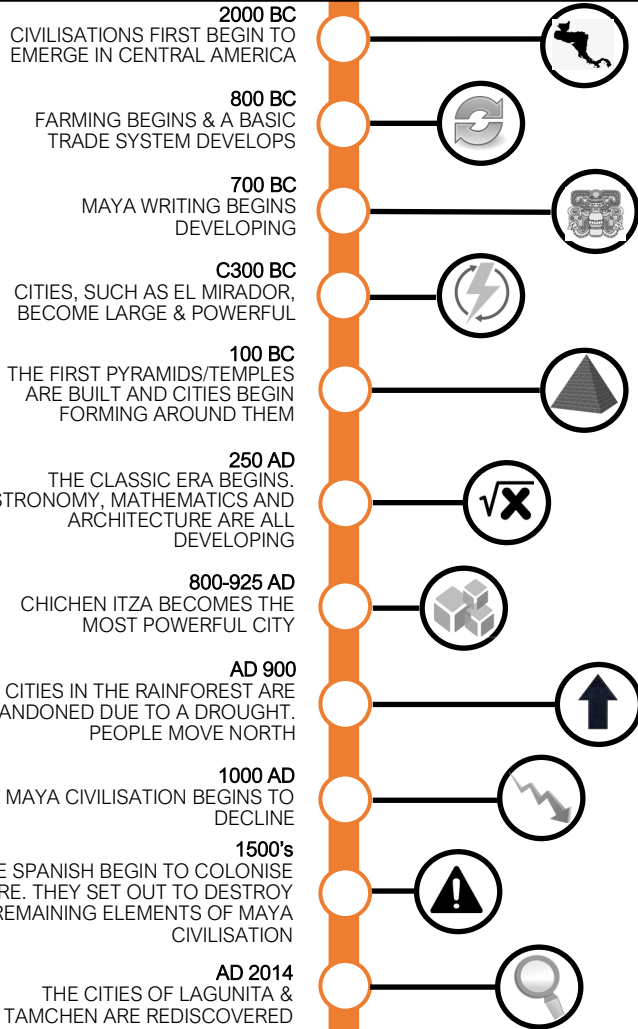 2000 BC
CIVILISATIONS FIRST BEGIN TO
EMERGE IN CENTRAL AMERICA
800 BC
FARMING BEGINS & A BASIC
TRADE SYSTEM DEVELOPS
700 BC
MAYA WRITING BEGINS
DEVELOPING
C300 BC
CITIES, SUCH AS EL MIRADOR,
BECOME LARGE & POWERFUL
100 BC
THE FIRST PYRAMIDS/TEMPLES
ARE BUILT AND CITIES BEGIN
FORMING AROUND THEM
250 AD
THE CLASSIC ERA BEGINS.
STRONOMY, MATHEMATICS AND
ARCHITECTURE ARE ALL
DEVELOPING
√x
800-925 AD
CHICHEN ITZA BECOMES THE
MOST POWERFUL CITY
AD 900
CITIES IN THE RAINFOREST ARE
ANDONED DUE TO A DROUGHT.
PEOPLE MOVE NORTH
1000 AD
MAYA CIVILISATION BEGINS TO
DECLINE
1500's
E SPANISH BEGIN TO COLONISE
RE. THEY SET OUT TO DESTROY
REMAINING ELEMENTS OF MAYA
CIVILISATION
AD 2014
THE CITIES OF LAGUNITA &
TAMCHEN ARE REDISCOVERED